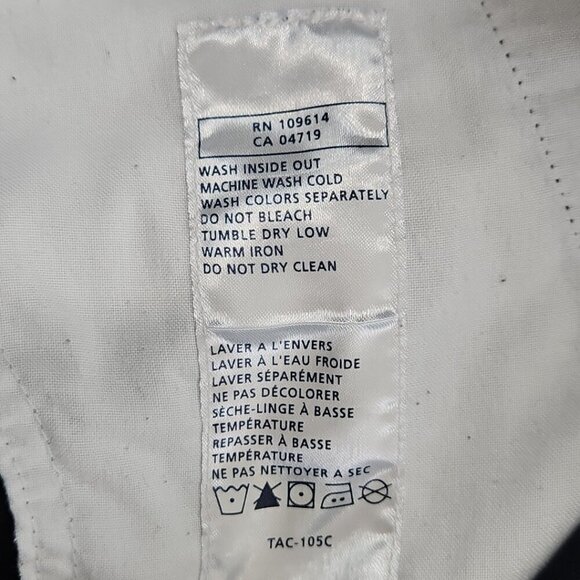 RN 109614
CA 04719
WASH INSIDE OUT
MACHINE WASH COLD
WASH COLORS SEPARATELY
DO NOT BLEACH
TUMBLE DRY LOW
WARM IRON
DO NOT DRY CLEAN
LAVER A L'ENVERS
LAVER À L'EAU FROIDE
LAVER SÉPARÉMENT
NE PAS DÉCOLORER
SÈCHE-LINGE À BASSE
TEMPÉRATURE
REPASSER À BASSE
TEMPÉRATURE
NE PAS NETTOYER A SEC
TAC-105C